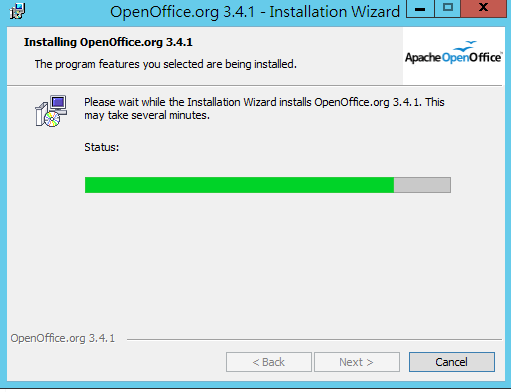 OpenOffice.org 3.4.1 - Installation Wizard
Installing OpenOffice.org 3.4.1
The program features you selected are being installed.
Apache OpenOffice™
Please wait while the Installation Wizard installs OpenOffice.org 3.4.1. This
may take several minutes.
Status:
OpenOffice.org 3.4.1
< Back
Next >
Cancel